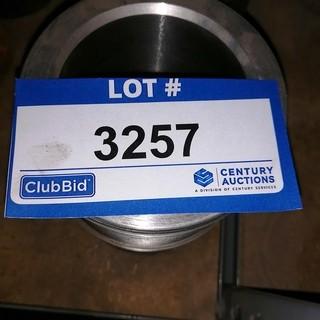 LOT #
3257
ClubBid
CENTURY
AUCTIONS
A DIVISION OF CENTURY SERVICES